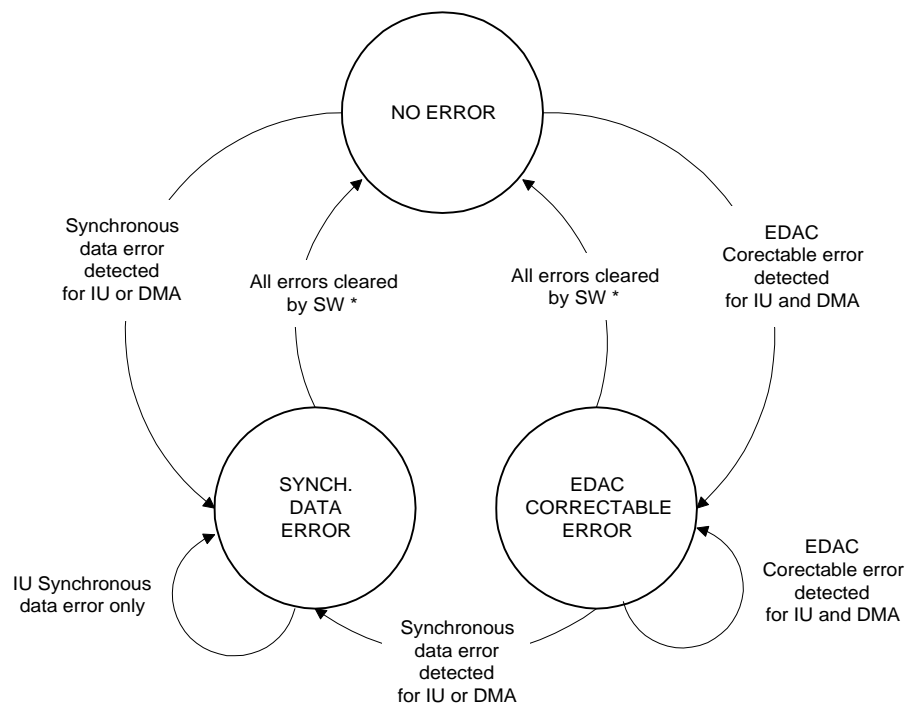 NO ERROR
Synchronous
data error
detected
for IU or DMA
All errors cleared
by SW *
All errors cleared
by SW *
EDAC
Corectable error
detected
for IU and DMA
SYNCH.
DATA
ERROR
EDAC
CORRECTABLE
ERROR
IU Synchronous
data error only
Synchronous
data error
detected
for IU or DMA
EDAC
Corectable error
detected
for IU and DMA